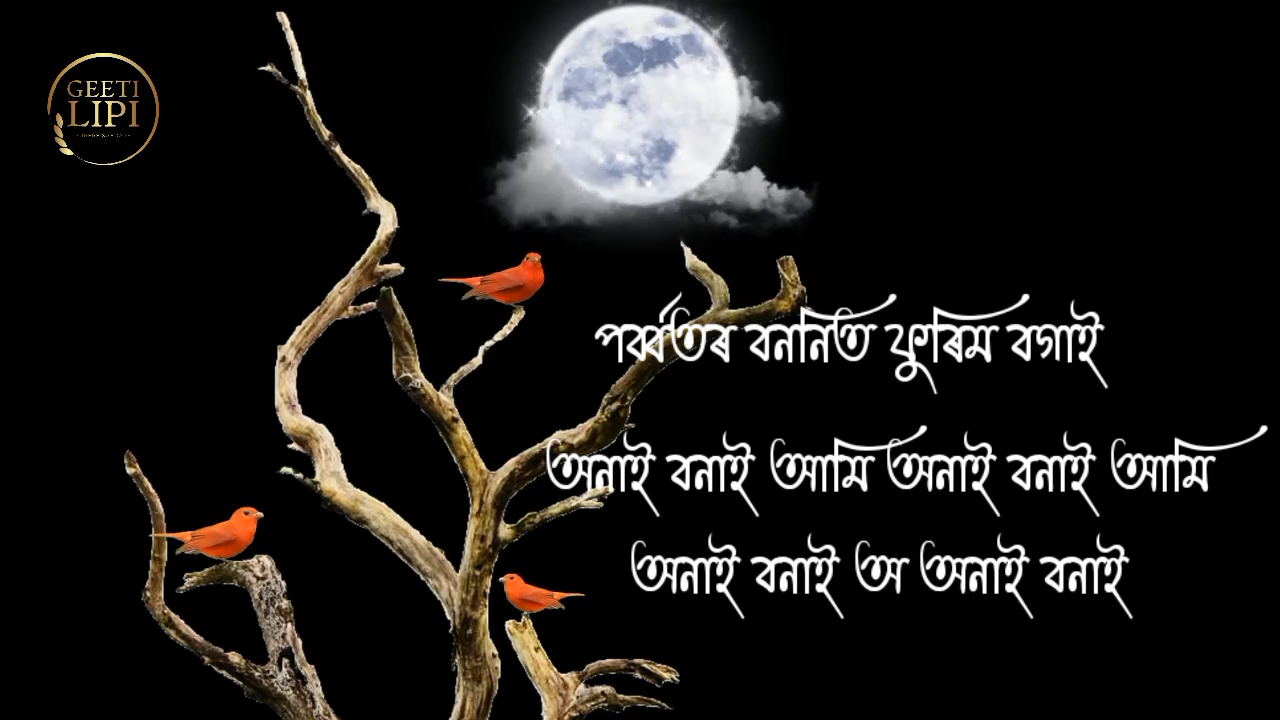 GEETI
LIPI
পৰ্ব্বতৰ বননিত ফুৰিম বগাই
অনাই বনাই আমি অনাই বনাই আমি
অনাই বনাই অ অনাই বনাই